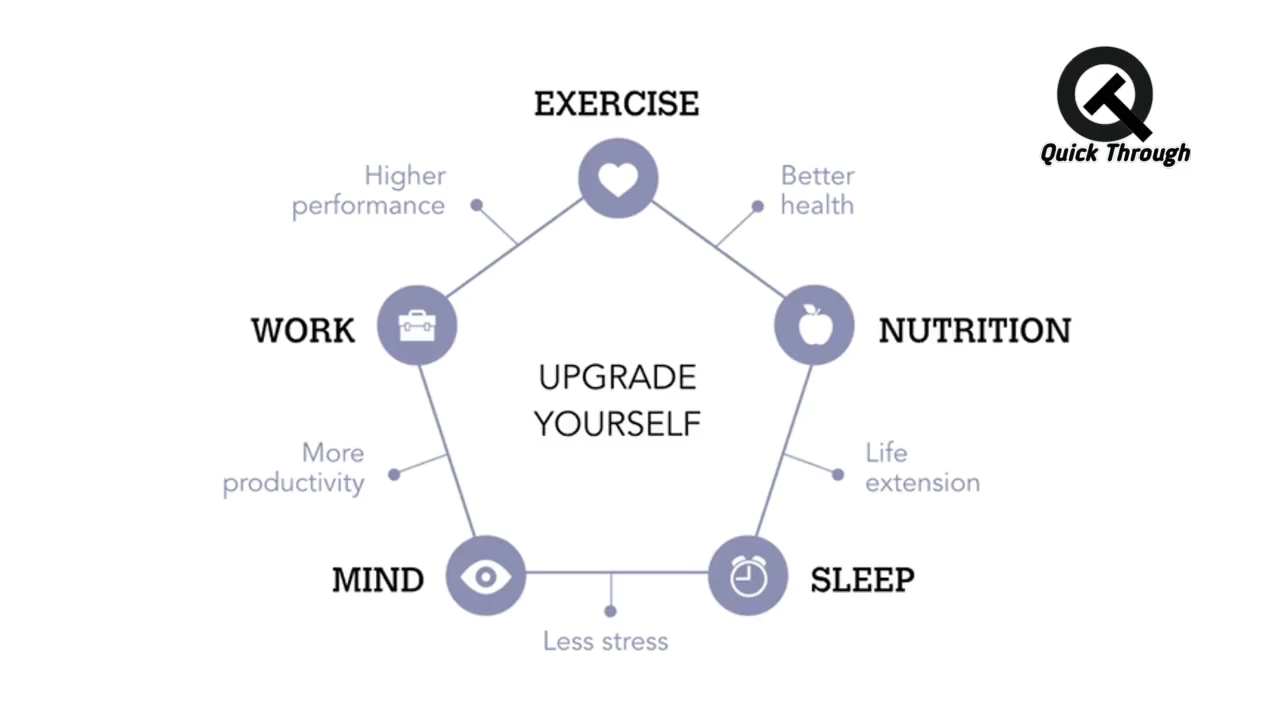 EXERCISE
Quick Through
Higher
performance
Better
health
WORK
NUTRITION
UPGRADE
YOURSELF
More
productivity
Life
extension
MIND
SLEEP
Less stress